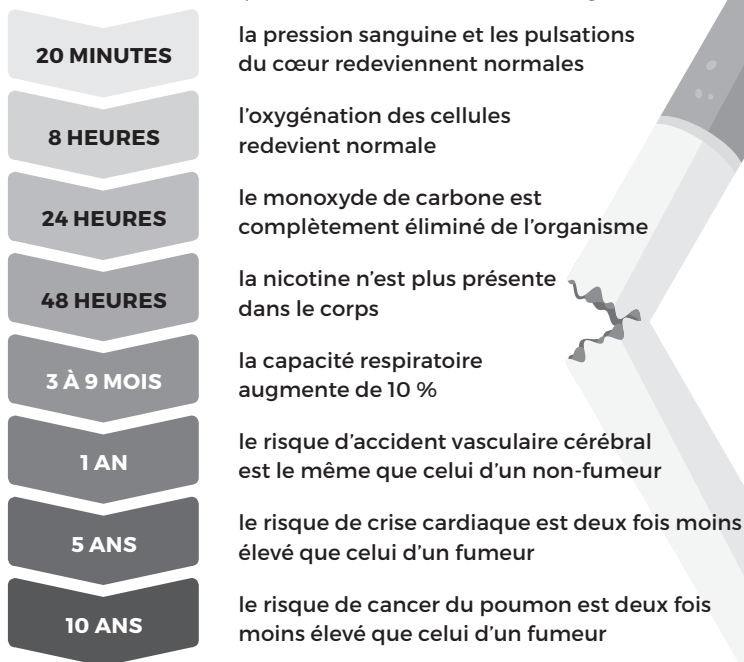 20 MINUTES
la pression sanguine et les pulsations
du cœur redeviennent normales
8 HEURES
l’oxygénation des cellules
redevient normale
24 HEURES
le monoxyde de carbone est
complètement éliminé de l’organisme
48 HEURES
la nicotine n’est plus présente
dans le corps
3 À 9 MOIS
la capacité respiratoire
augmente de 10 %
1 AN
le risque d’accident vasculaire cérébral
est le même que celui d’un non-fumeur
5 ANS
le risque de crise cardiaque est deux fois moins
élevé que celui d’un fumeur
10 ANS
le risque de cancer du poumon est deux fois
moins élevé que celui d’un fumeur